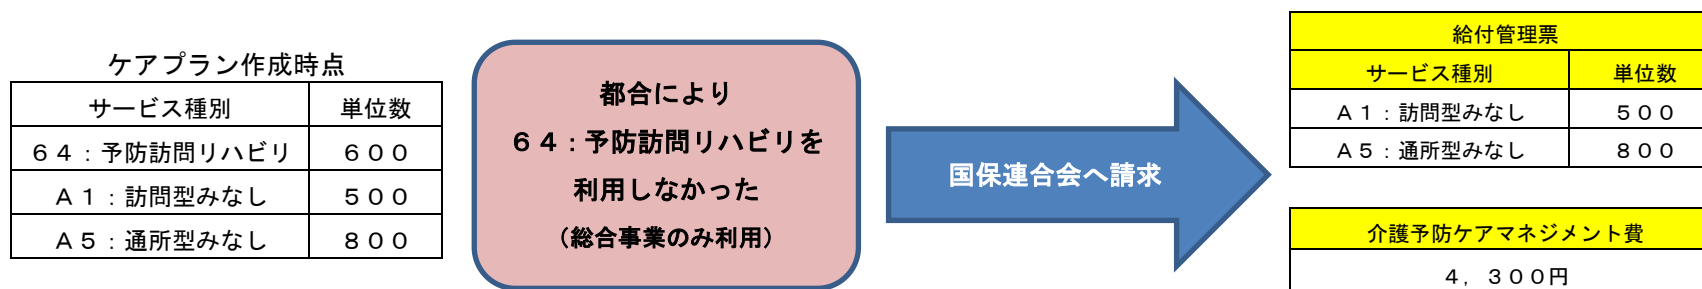 ケアプラン作成時点
サービス種別 単位数
６４：予防訪問リハビリ ６００
Ａ１：訪問型みなし ５００
Ａ５：通所型みなし ８００
都合により
６４：予防訪問リハビリを
利用しなかった
（総合事業のみ利用）
国保連合会へ請求
給付管理票
サービス種別 単位数
Ａ１：訪問型みなし ５００
Ａ５：通所型みなし ８００
介護予防ケアマネジメント費
４，３００円